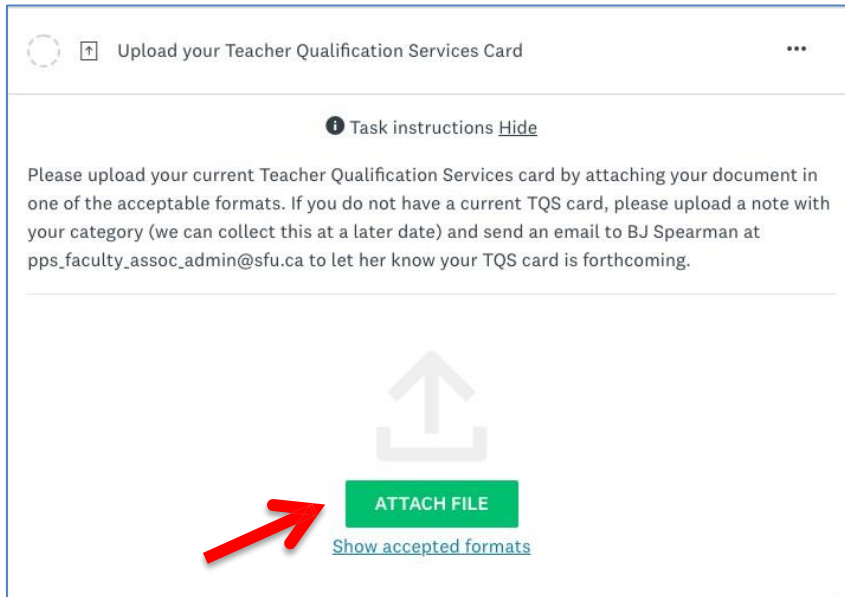 Upload your Teacher Qualification Services Card
Task instructions Hide
Please upload your current Teacher Qualification Services card by attaching your document in
one of the acceptable formats. If you do not have a current TQS card, please upload a note with
your category (we can collect this at a later date) and send an email to BJ Spearman at
pps_faculty_assoc_admin@sfu.ca to let her know your TQS card is forthcoming.
ATTACH FILE
Show accepted formats